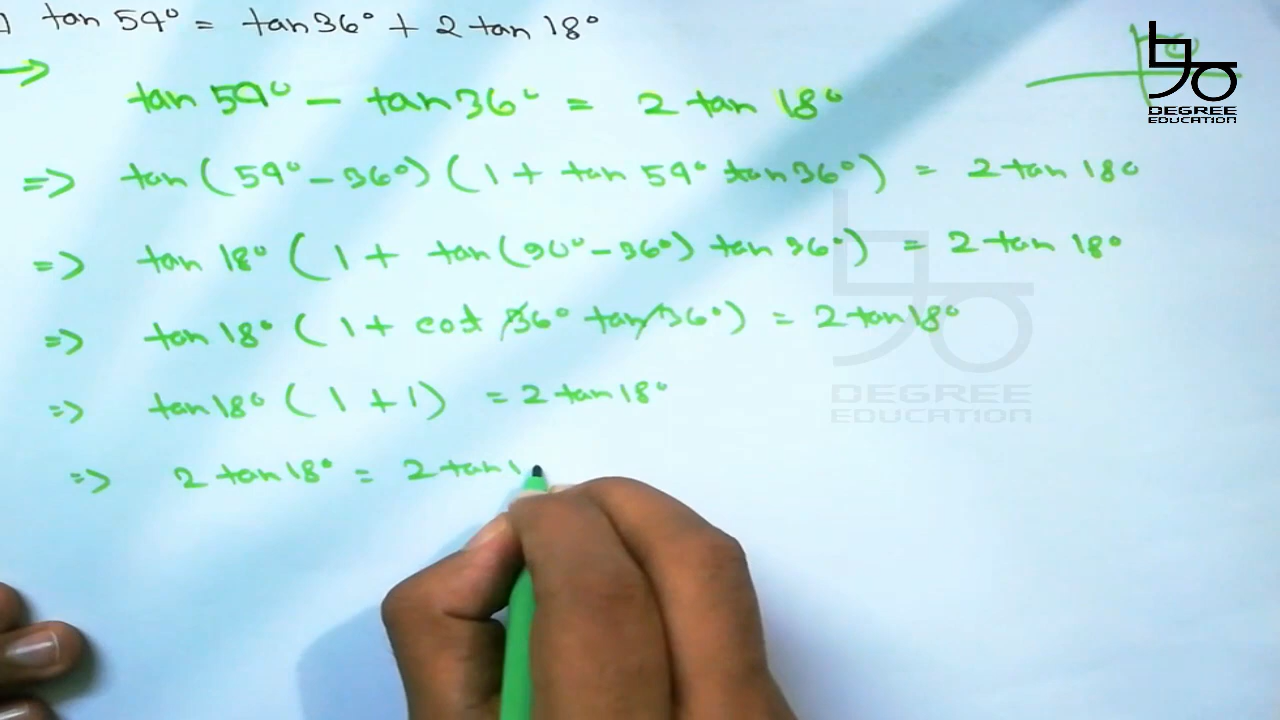 tan 54° = tan 36° + 2 tan 18°
→
tan 54° - tan 36° = 2 tan 18°
=> tan (54° - 36°) (1 + tan 54° tan 36°) = 2 tan 18°
=> tan 18° (1 + tan (90° - 36°) tan 36°) = 2 tan 18°
=> tan 18° (1 + cot 36° tan 36°) = 2 tan 18°
=> tan 18° (1 + 1) = 2 tan 18°
=> 2 tan 18° = 2 tan 1
DEGREE
EDUCATION
DEGREE
EDUCATION